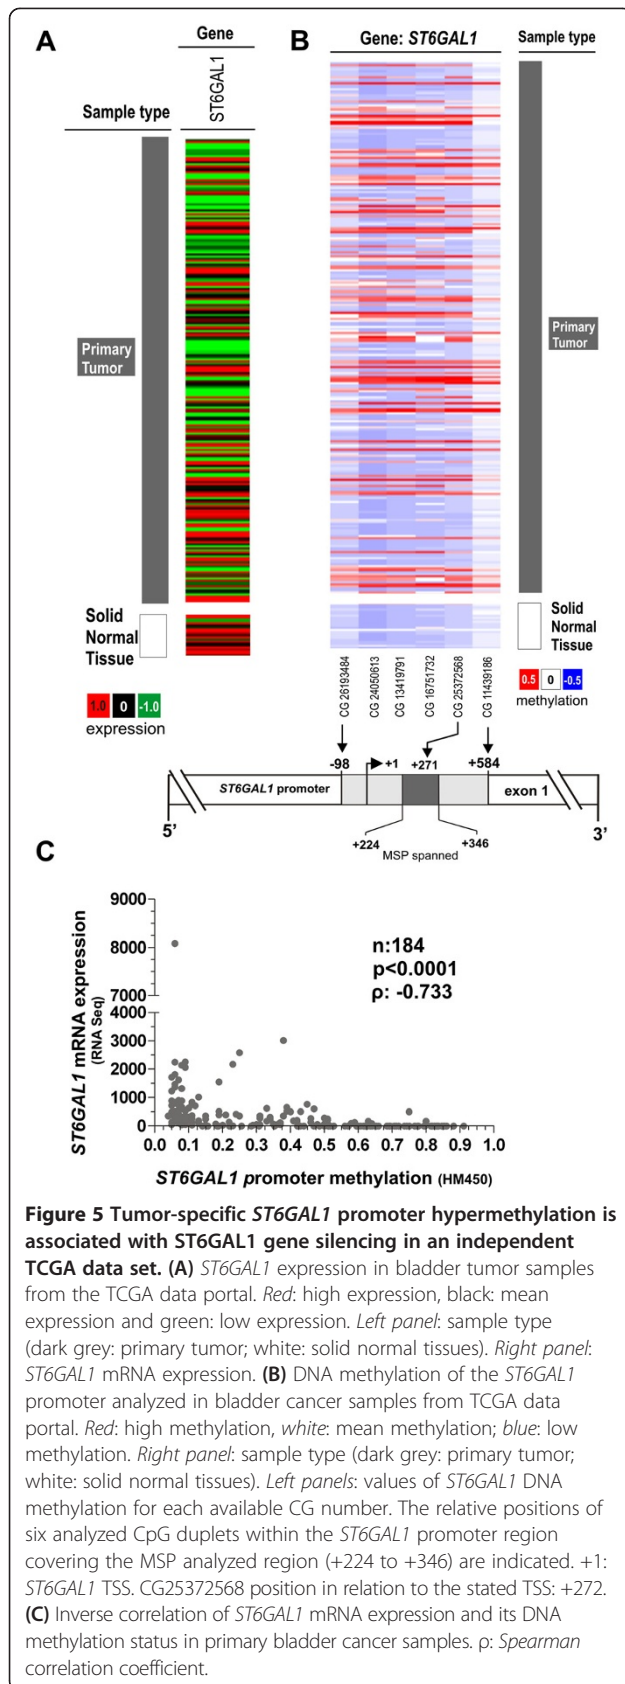 A
Gene
ST6GAL1
Sample type
Primary
Tumor
Solid
Normal
Tissue
1.0 0 -1.0
expression
B
Gene: ST6GAL1
Sample type
Primary
Tumor
Solid
Normal
Tissue
0.5 0 -0.5
methylation
CG 26193484
CG 24050613
CG 13419791
CG 16751732
CG 25372568
CG 11439186
-98 +1 +271 +584
ST6GAL1 promoter exon 1
5’ +224 +346 3’
MSP spanned
C
ST6GAL1 mRNA expression
(RNA Seq)
9000
8000
7000
4000
3000
2000
1000
0
n:184
p<0.0001
ρ: -0.733
0.0 0.1 0.2 0.3 0.4 0.5 0.6 0.7 0.8 0.9 1.0
ST6GAL1 promoter methylation (HM450)
Figure 5 Tumor-specific ST6GAL1 promoter hypermethylation is
associated with ST6GAL1 gene silencing in an independent
TCGA data set. (A) ST6GAL1 expression in bladder tumor samples
from the TCGA data portal. Red: high expression, black: mean
expression and green: low expression. Left panel: sample type
(dark grey: primary tumor; white: solid normal tissues). Right panel:
ST6GAL1 mRNA expression. (B) DNA methylation of the ST6GAL1
promoter analyzed in bladder cancer samples from TCGA data
portal. Red: high methylation, white: mean methylation; blue: low
methylation. Right panel: sample type (dark grey: primary tumor;
white: solid normal tissues). Left panels: values of ST6GAL1 DNA
methylation for each available CG number. The relative positions of
six analyzed CpG duplets within the ST6GAL1 promoter region
covering the MSP analyzed region (+224 to +346) are indicated. +1:
ST6GAL1 TSS. CG25372568 position in relation to the stated TSS: +272.
(C) Inverse correlation of ST6GAL1 mRNA expression and its DNA
methylation status in primary bladder cancer samples. ρ: Spearman
correlation coefficient.